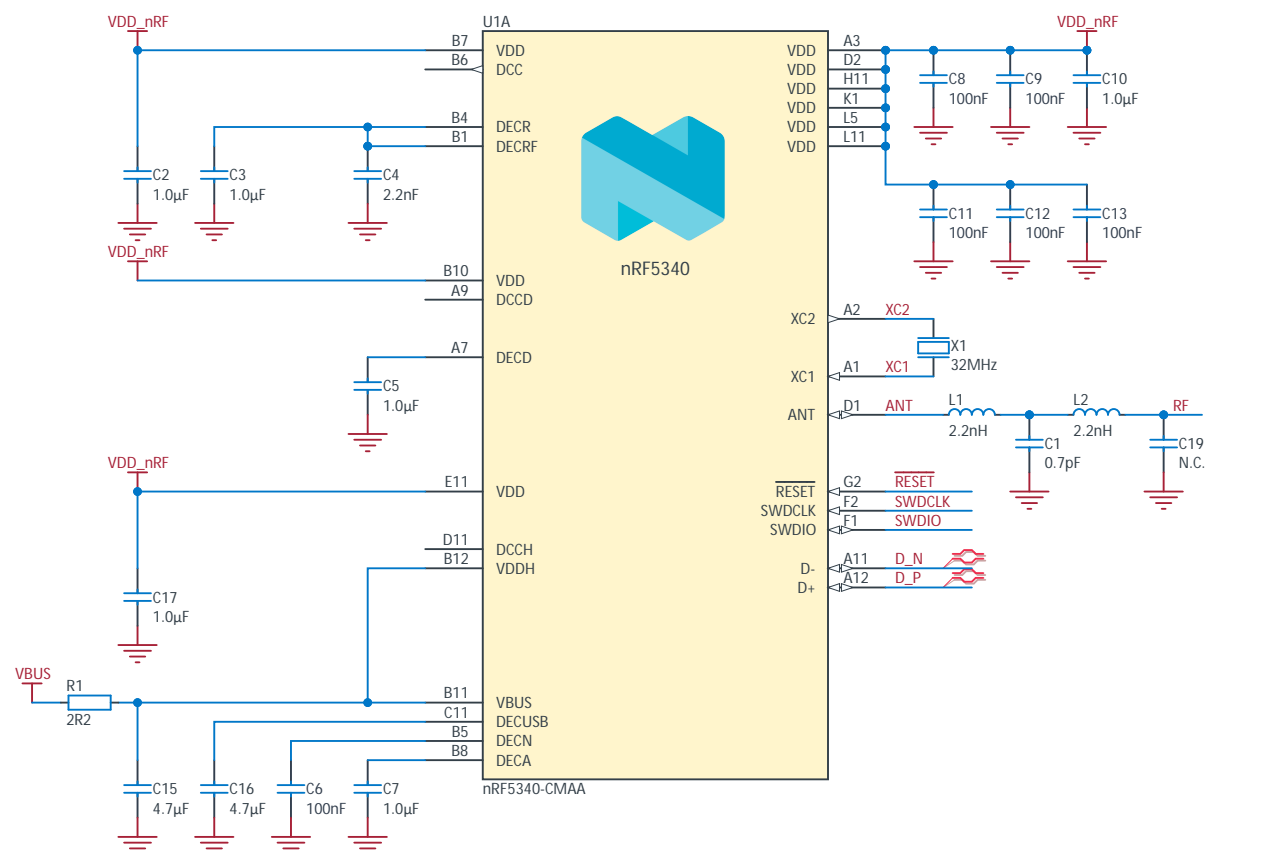 VDD_nRF
U1A
VDD_nRF
B7
VDD
B6
DCC
B4
DECR
B1
DECRF
C2
1.0µF
C3
1.0µF
C4
2.2nF
VDD_nRF
B10
VDD
A9
DCCD
A7
DECD
C5
1.0µF
VDD_nRF
E11
VDD
D11
DCCH
B12
VDDH
C17
1.0µF
VBUS
R1
2R2
B11
VBUS
C11
DECUSB
B5
DECN
B8
DECA
C15
4.7µF
C16
4.7µF
C6
100nF
C7
1.0µF
nRF5340
nRF5340-CMAA
VDD
A3
VDD
D2
VDD
H11
VDD
K1
VDD
L5
VDD
L11
C8
100nF
C9
100nF
C10
1.0µF
C11
100nF
C12
100nF
C13
100nF
XC2
A2
XC2
X1
32MHz
XC1
A1
XC1
ANT
D1
ANT
L1
2.2nH
L2
2.2nH
RF
C1
0.7pF
C19
N.C.
RESET
G2
RESET
SWDCLK
F2
SWDCLK
SWDIO
F1
SWDIO
D-
A11
D_N
D+
A12
D_P